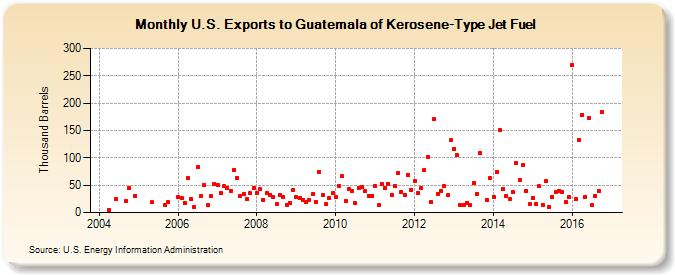 Monthly U.S. Exports to Guatemala of Kerosene-Type Jet Fuel
Thousand Barrels
300
250
200
150
100
50
0
2004 2006 2008 2010 2012 2014 2016
Source: U.S. Energy Information Administration